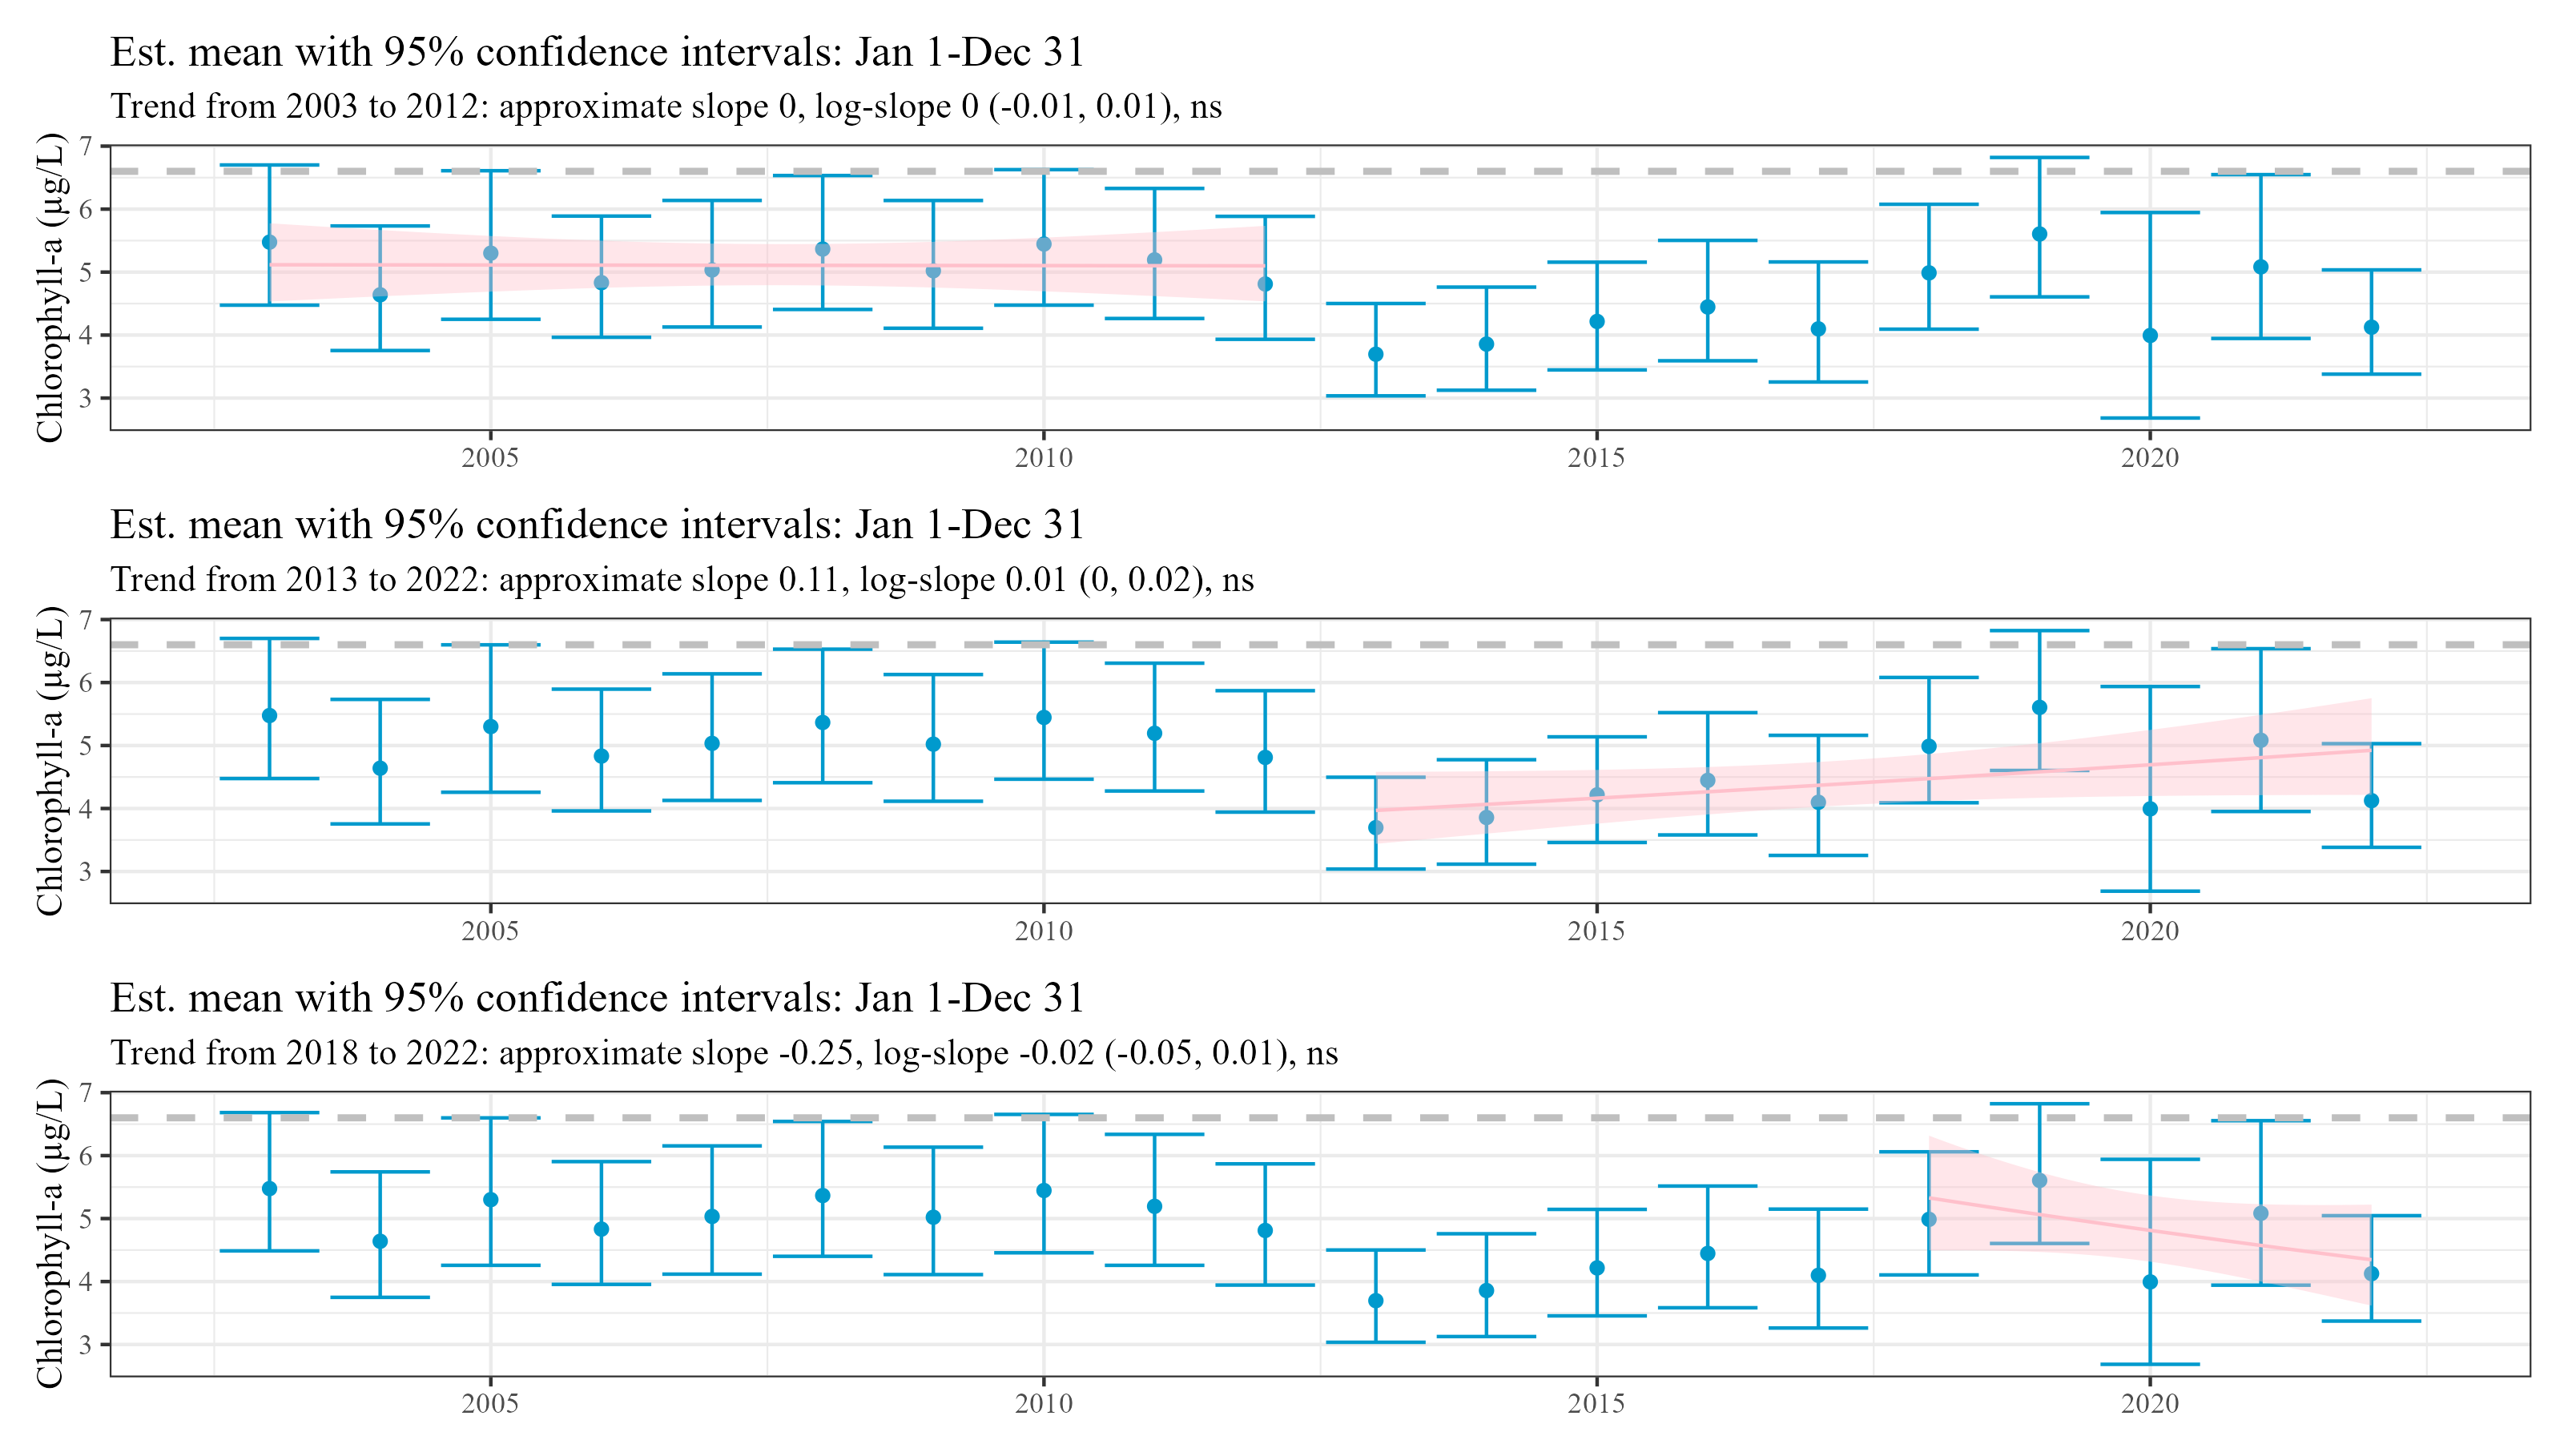 Est. mean with 95% confidence intervals: Jan 1-Dec 31
Trend from 2003 to 2012: approximate slope 0, log-slope 0 (-0.01, 0.01), ns
Chlorophyll-a (µg/L)
7
6
5
4
3
2005 2010 2015 2020
Est. mean with 95% confidence intervals: Jan 1-Dec 31
Trend from 2013 to 2022: approximate slope 0.11, log-slope 0.01 (0, 0.02), ns
Chlorophyll-a (µg/L)
7
6
5
4
3
2005 2010 2015 2020
Est. mean with 95% confidence intervals: Jan 1-Dec 31
Trend from 2018 to 2022: approximate slope -0.25, log-slope -0.02 (-0.05, 0.01), ns
Chlorophyll-a (µg/L)
7
6
5
4
3
2005 2010 2015 2020